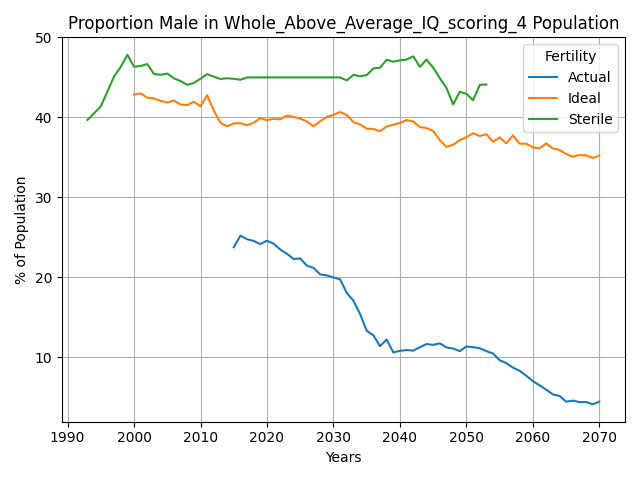 Proportion Male in Whole_Above_Average_IQ_scoring_4 Population
% of Population
50
40
30
20
10
Fertility
Actual
Ideal
Sterile
1990 2000 2010 2020 2030 2040 2050 2060 2070
Years